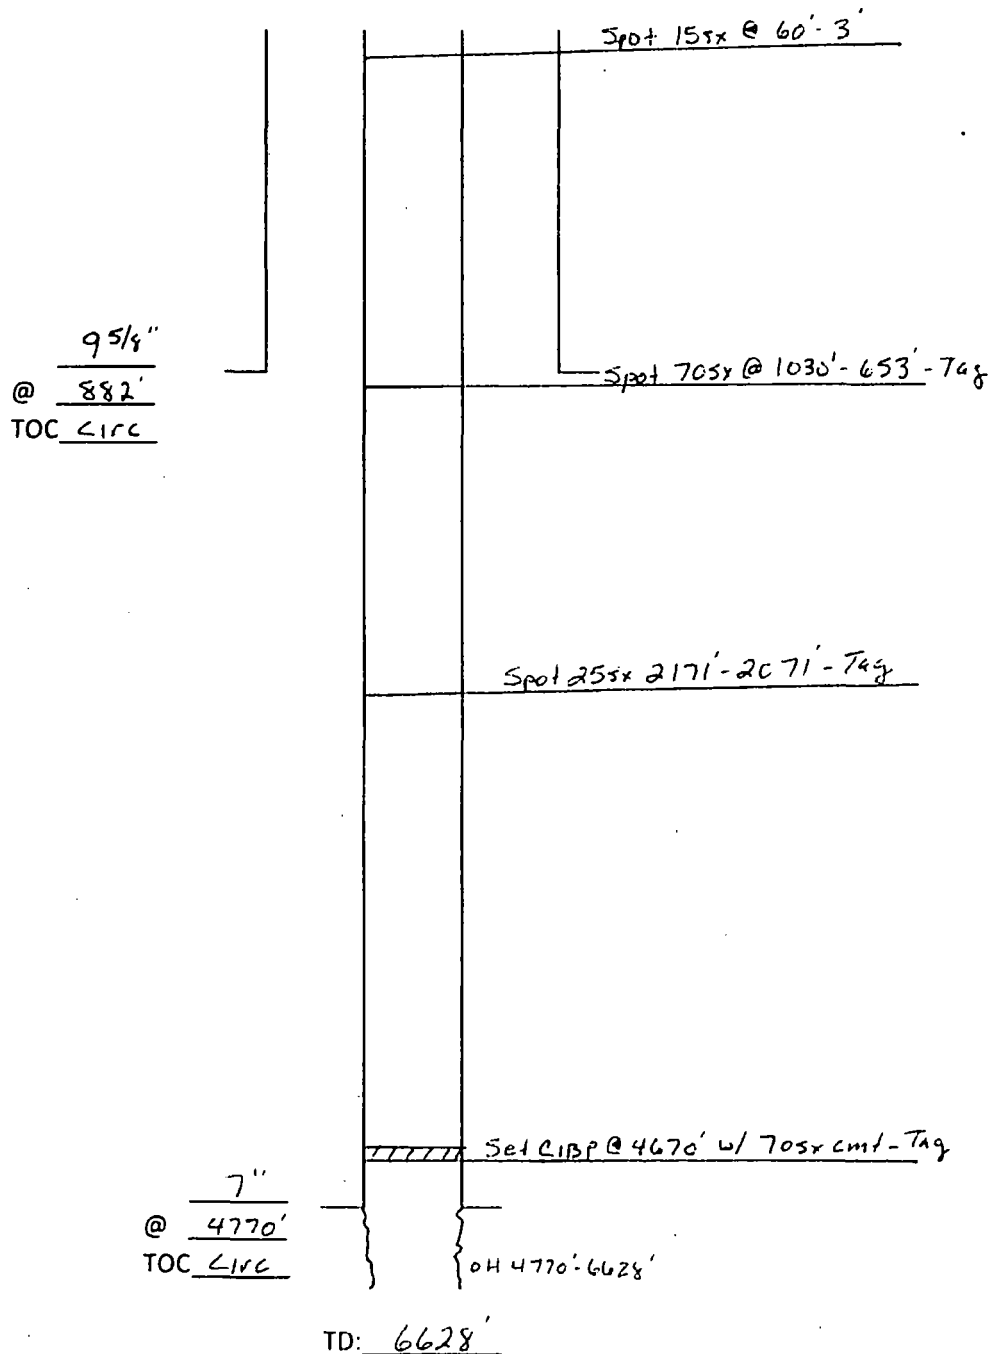 Spot 15sx @ 60'-3'
9 5/8"
@ 882'
TOC Circ
Spot 70sx @ 1030'-653'-Tag
Spot 25sx 2171'-2071'-Tag
Set CIBP @ 4670' w/ 70sx cmt-Tag
7"
@ 4770'
TOC Circ
OH 4770'-6628'
TD: 6628'